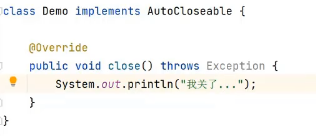 class Demo implements AutoCloseable {
@Override
public void close() throws Exception {
System.out.println("我关了...");
}
}